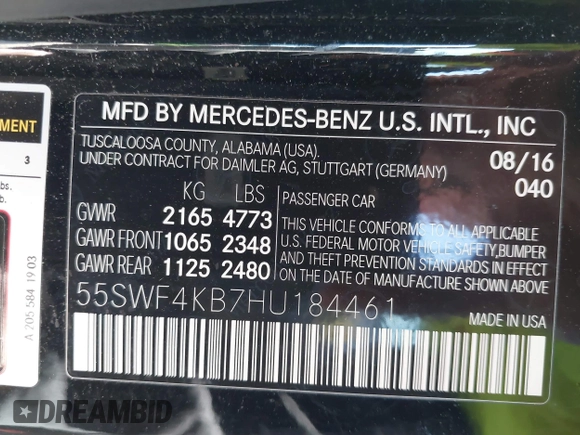 MFD BY MERCEDES-BENZ U.S. INTL., INC
TUSCALOOSA COUNTY, ALABAMA (USA).
UNDER CONTRACT FOR DAIMLER AG, STUTTGART (GERMANY)
08/16
040
KG LBS
GVWR 2165 4773
GAWR FRONT 1065 2348
GAWR REAR 1125 2480
PASSENGER CAR
THIS VEHICLE CONFORMS TO ALL APPLICABLE
U.S. FEDERAL MOTOR VEHICLE SAFETY,BUMPER
AND THEFT PREVENTION STANDARDS IN EFFECT
ON THE DATE OF MANUFACTURE SHOWN ABOVE
55SWF4KB7HU184461
MADE IN USA
3
A 205 584 19 03
DREAMBID